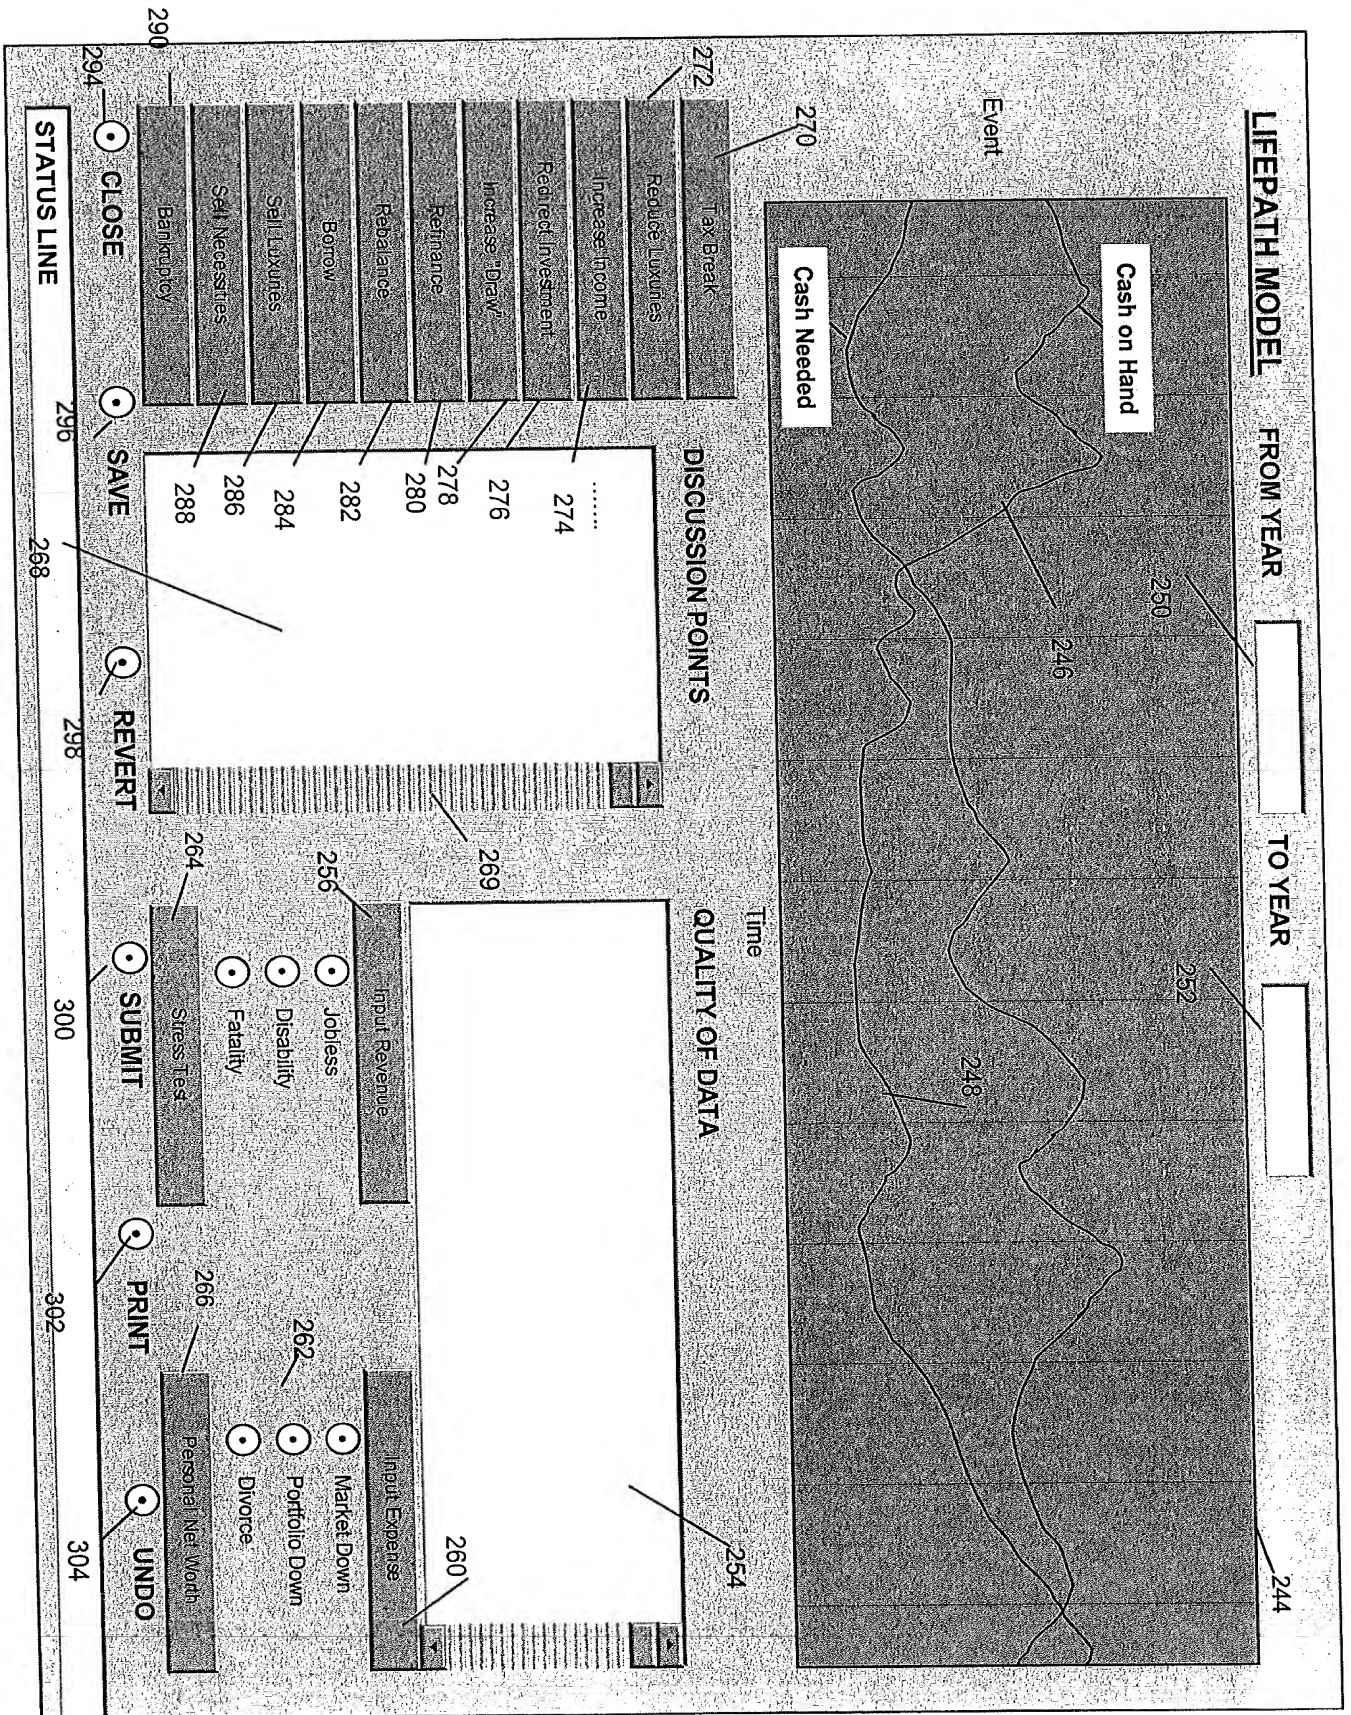 LIFEPATH MODEL FROM YEAR TO YEAR
250
252
244
Event
Cash on Hand
246
248
Cash Needed
270
Time
272
DISCUSSION POINTS
QUALITY OF DATA
Tax Break
Reduce Luxuries
Increase Income
Redirect Investment
Increase "Draw"
Refinance
Rebalance
Borrow
Sell Luxuries
Sell Necessities
Bankruptcy
.......
274
276
278
280
282
284
286
288
269
254
256
260
Input Revenue
Input Expense
Jobless
Market Down
Disability
Portfolio Down
262
Fatality
Divorce
264
266
Stress Test
Personal Net Worth
290
294
CLOSE SAVE REVERT SUBMIT PRINT UNDO
296
298
300
302
304
STATUS LINE
268